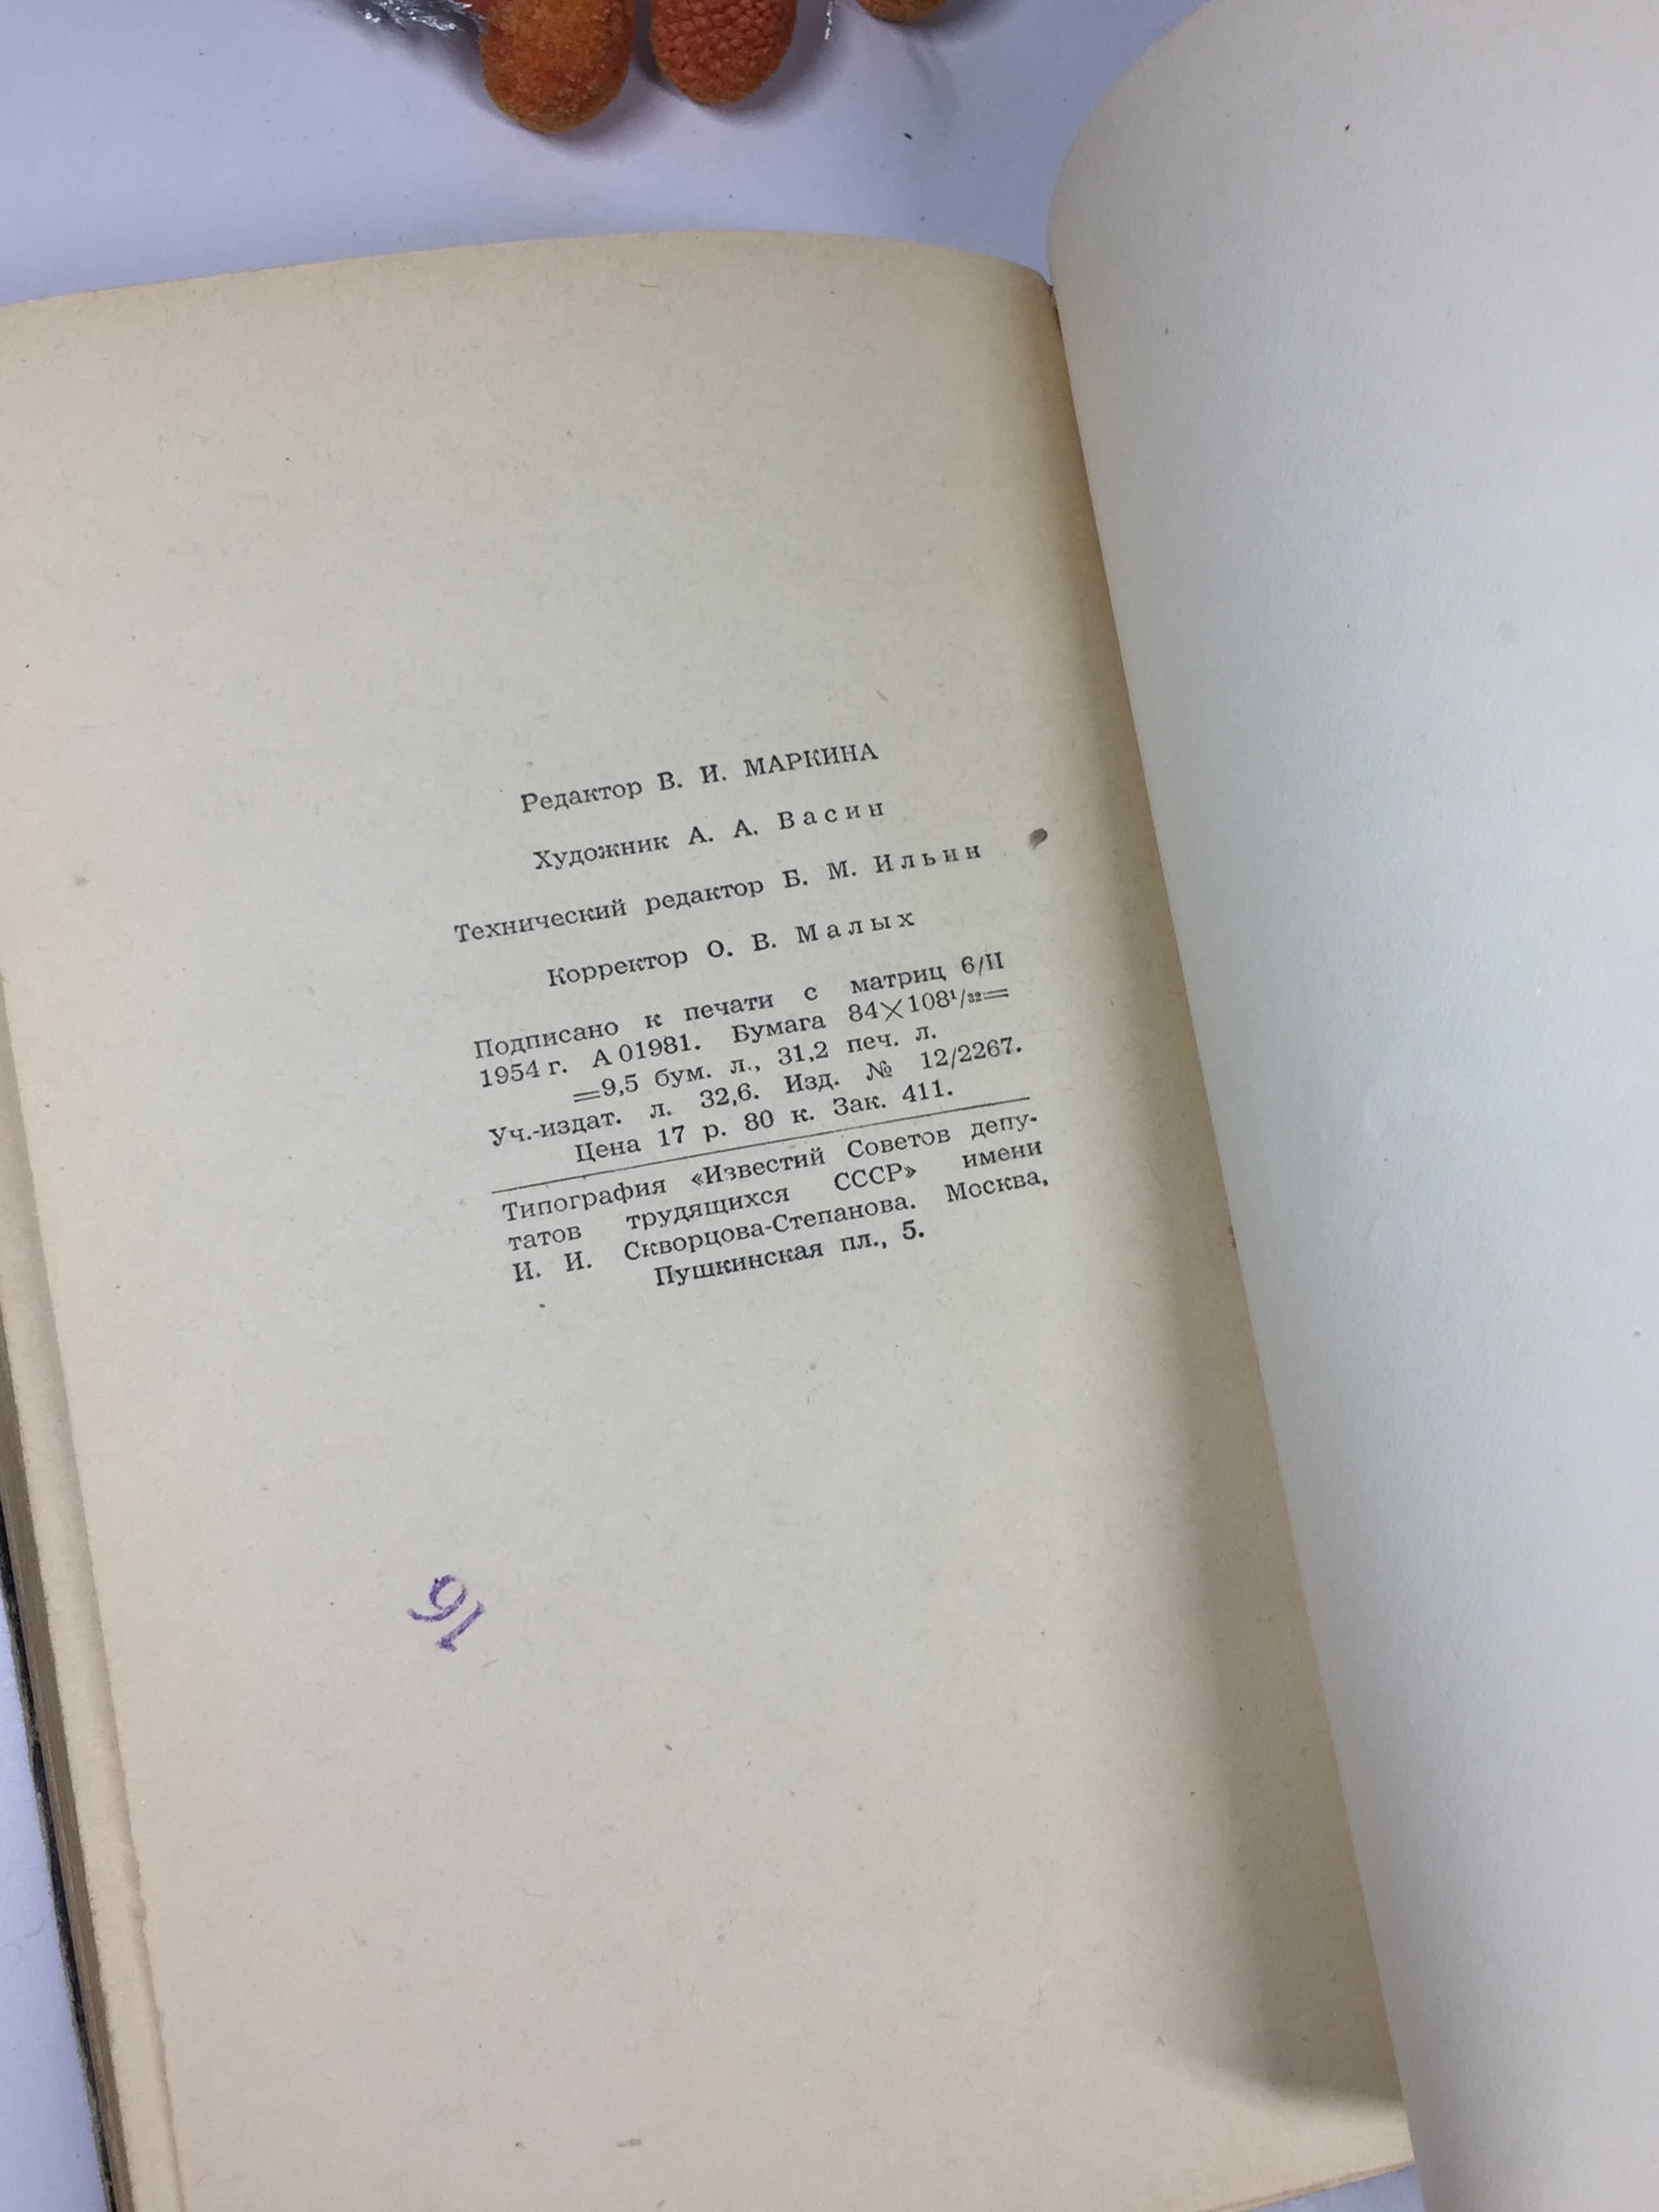 Редактор В. И. МАРКИНА
Художник А. А. Васин
Технический редактор Б. М. Ильин
Корректор О. В. Малых
Подписано к печати с матриц 6/II
1954 г. А 01981. Бумага 84×108¹/₃₂=
=9,5 бум. л., 31,2 печ. л.
Уч.-издат. л. 32,6. Изд. № 12/2267.
Цена 17 р. 80 к. Зак. 411.
Типография «Известий Советов депу-
татов трудящихся СССР» имени
И. И. Скворцова-Степанова. Москва,
Пушкинская пл., 5.
16